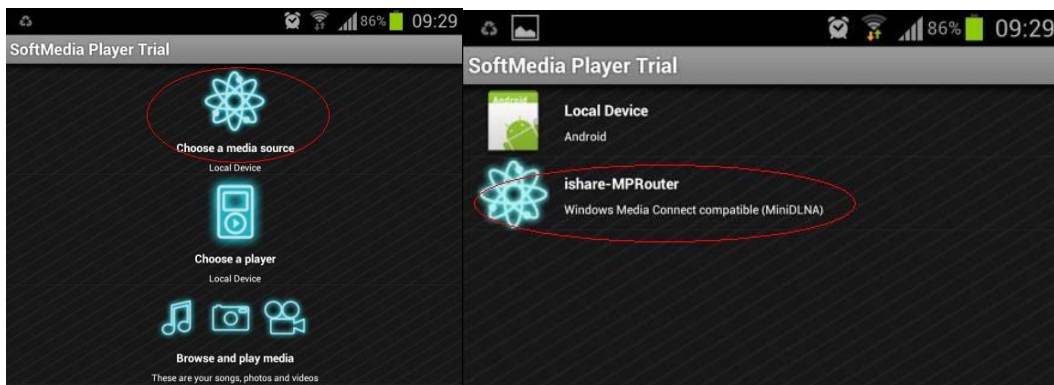 86% 09:29
SoftMedia Player Trial
Choose a media source
Local Device
Choose a player
Local Device
Browse and play media
These are your songs, photos and videos
86% 09:29
SoftMedia Player Trial
Android
Local Device
Android
ishare-MPRouter
Windows Media Connect compatible (MiniDLNA)